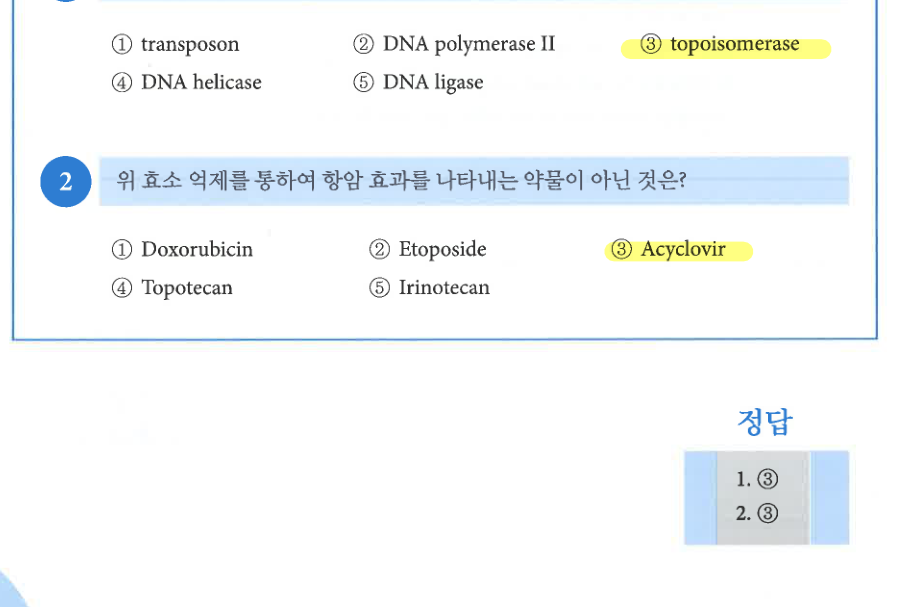 ① transposon ② DNA polymerase II ③ topoisomerase
④ DNA helicase ⑤ DNA ligase
2 위 효소 억제를 통하여 항암 효과를 나타내는 약물이 아닌 것은?
① Doxorubicin ② Etoposide ③ Acyclovir
④ Topotecan ⑤ Irinotecan
정답
1. ③
2. ③